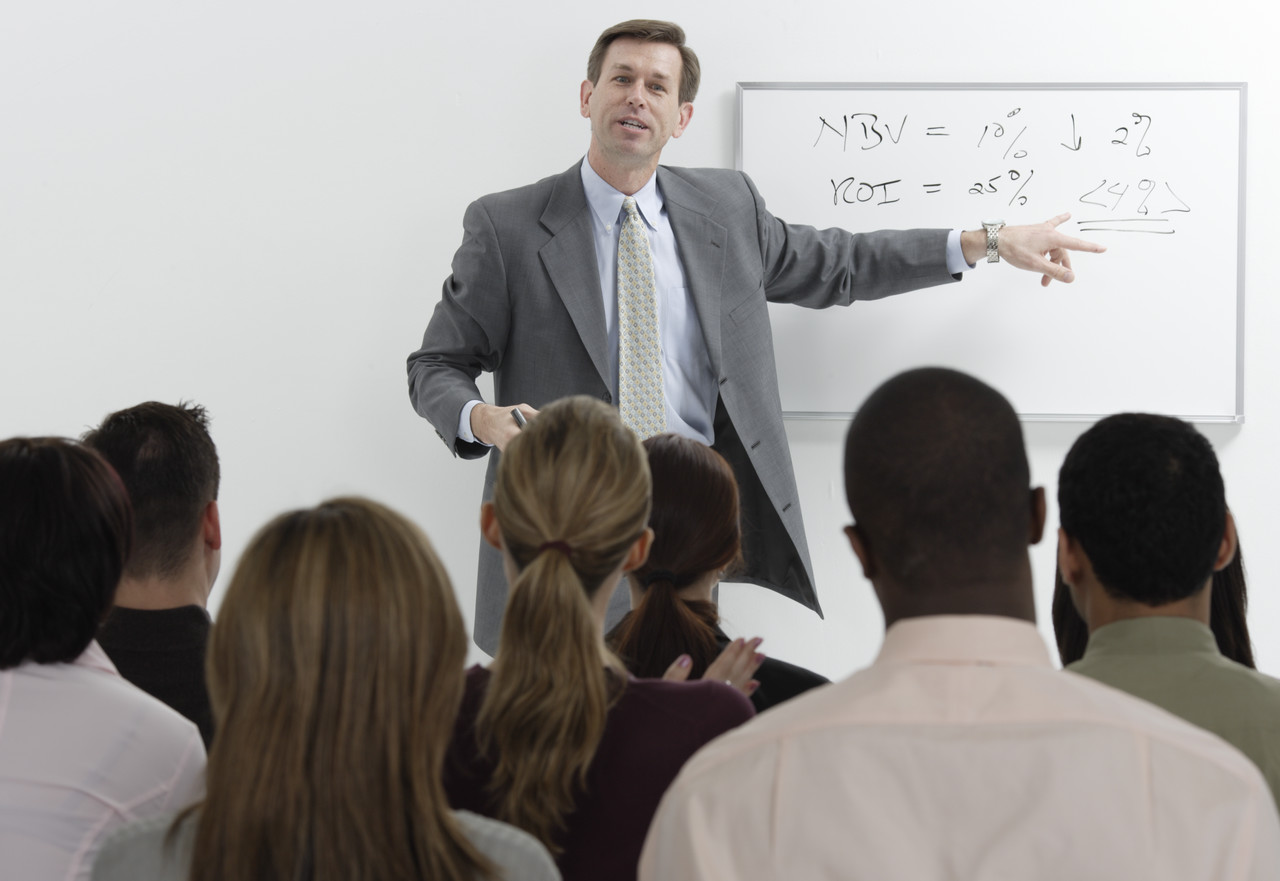 NBV = 10% ↓ 2%
ROI = 25% <4%>